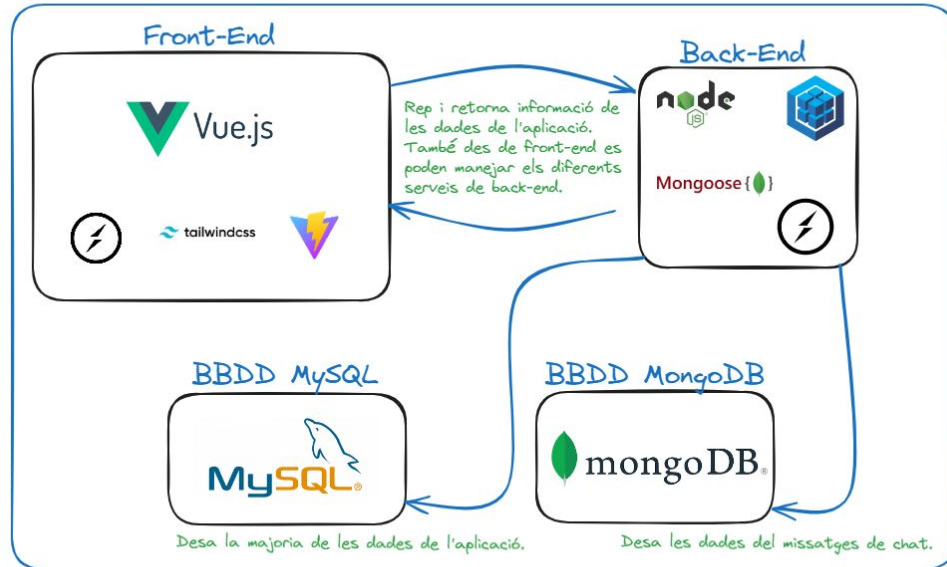 Front-End
Vue.js
tailwindcss
Rep i retorna informació de
les dades de l'aplicació.
També des de front-end es
poden manejar els diferents
serveis de back-end.
Back-End
node
JS
Mongoose { }
BBDD MySQL
MySQL®
Desa la majoria de les dades de l'aplicació.
BBDD MongoDB
mongoDB®
Desa les dades del missatges de chat.